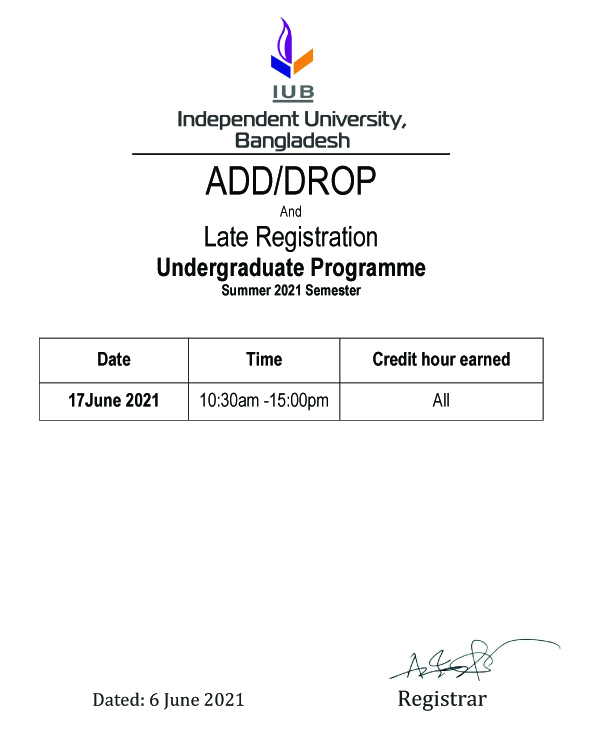 IUB
Independent University,
Bangladesh
ADD/DROP
And
Late Registration
Undergraduate Programme
Summer 2021 Semester
Date Time Credit hour earned
17June 2021 10:30am -15:00pm All
Dated: 6 June 2021 Registrar